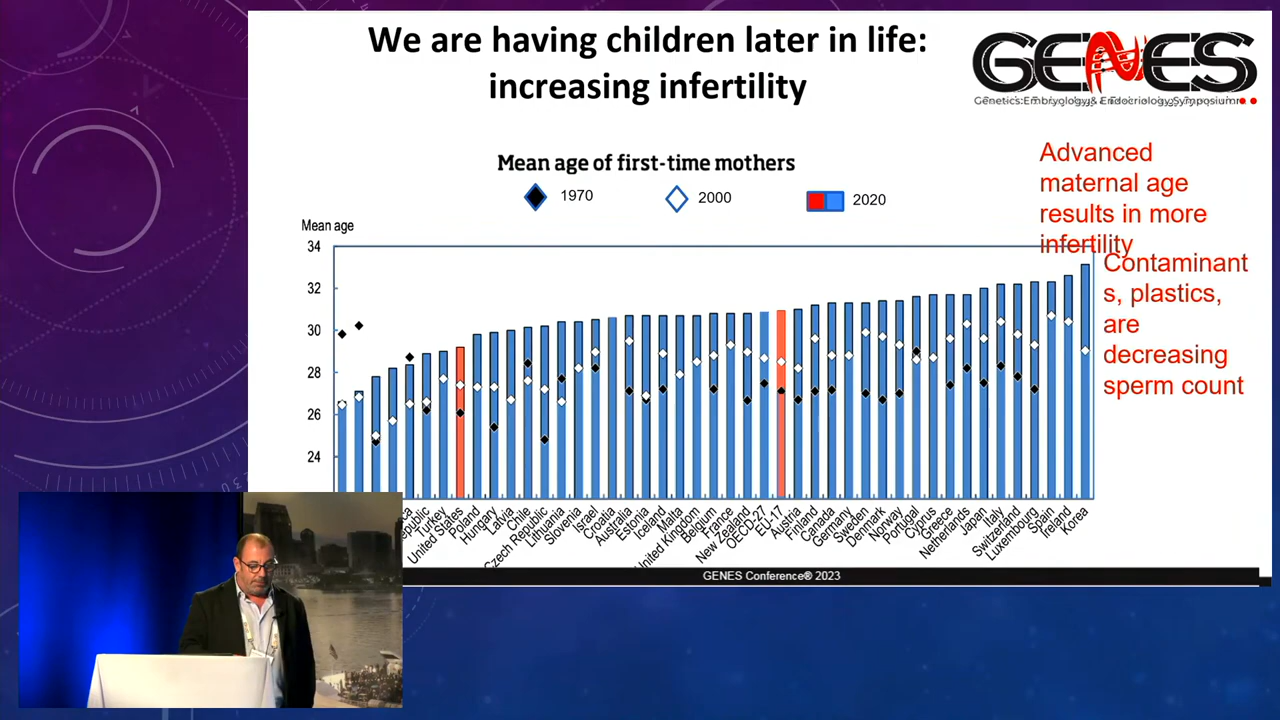 We are having children later in life:
increasing infertility
GENES
Genetics Embryology & Endocriology Symposium
Mean age of first-time mothers
1970
2000
2020
Advanced
maternal age
results in more
infertility
Contaminant
s, plastics,
are
decreasing
sperm count
Mean age
34
32
30
28
26
24
Turkey
United States
Poland
Hungary
Latvia
Chile
Czech Republic
Lithuania
Slovenia
Israel
Croatia
Australia
Estonia
Iceland
Malta
United Kingdom
Belgium
France
New Zealand
OECD-27
EU-17
Austria
Finland
Canada
Germany
Sweden
Denmark
Norway
Portugal
Cyprus
Greece
Netherlands
Japan
Italy
Switzerland
Luxembourg
Spain
Ireland
Korea
GENES Conference® 2023